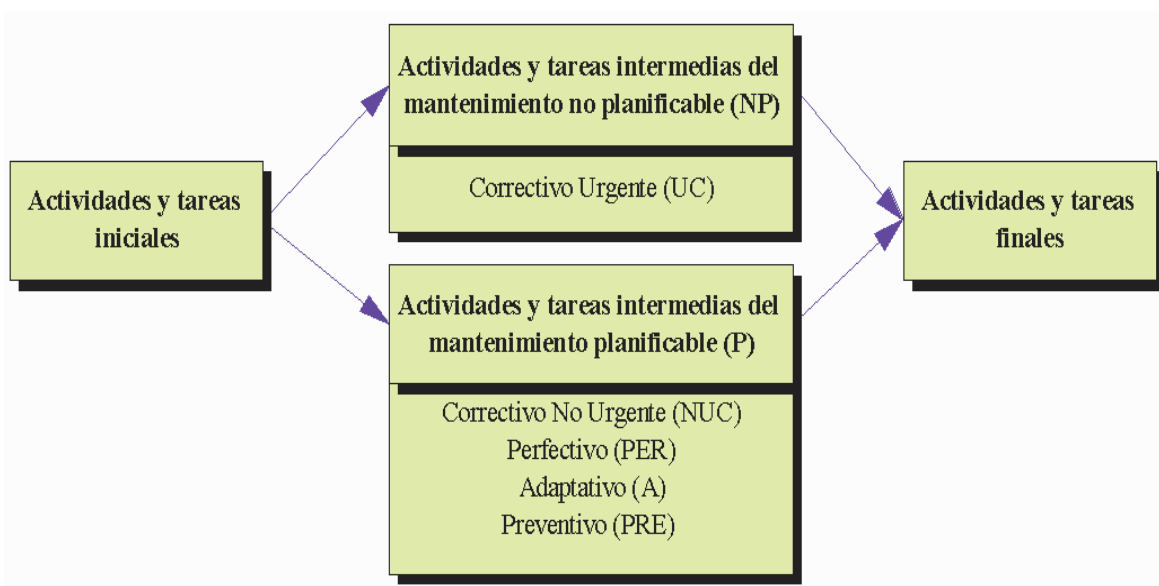 Actividades y tareas
iniciales
Actividades y tareas intermedias del
mantenimiento no planificable (NP)
Correctivo Urgente (UC)
Actividades y tareas intermedias del
mantenimiento planificable (P)
Correctivo No Urgente (NUC)
Perfectivo (PER)
Adaptativo (A)
Preventivo (PRE)
Actividades y tareas
finales